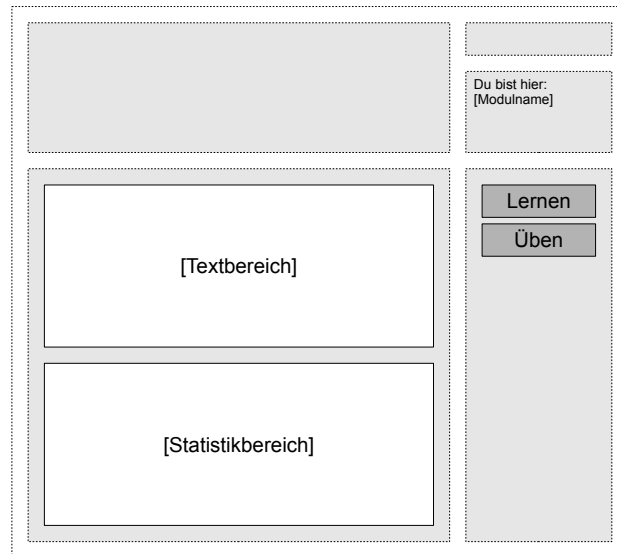 Du bist hier:
[Modulname]
Lernen
Üben
[Textbereich]
[Statistikbereich]